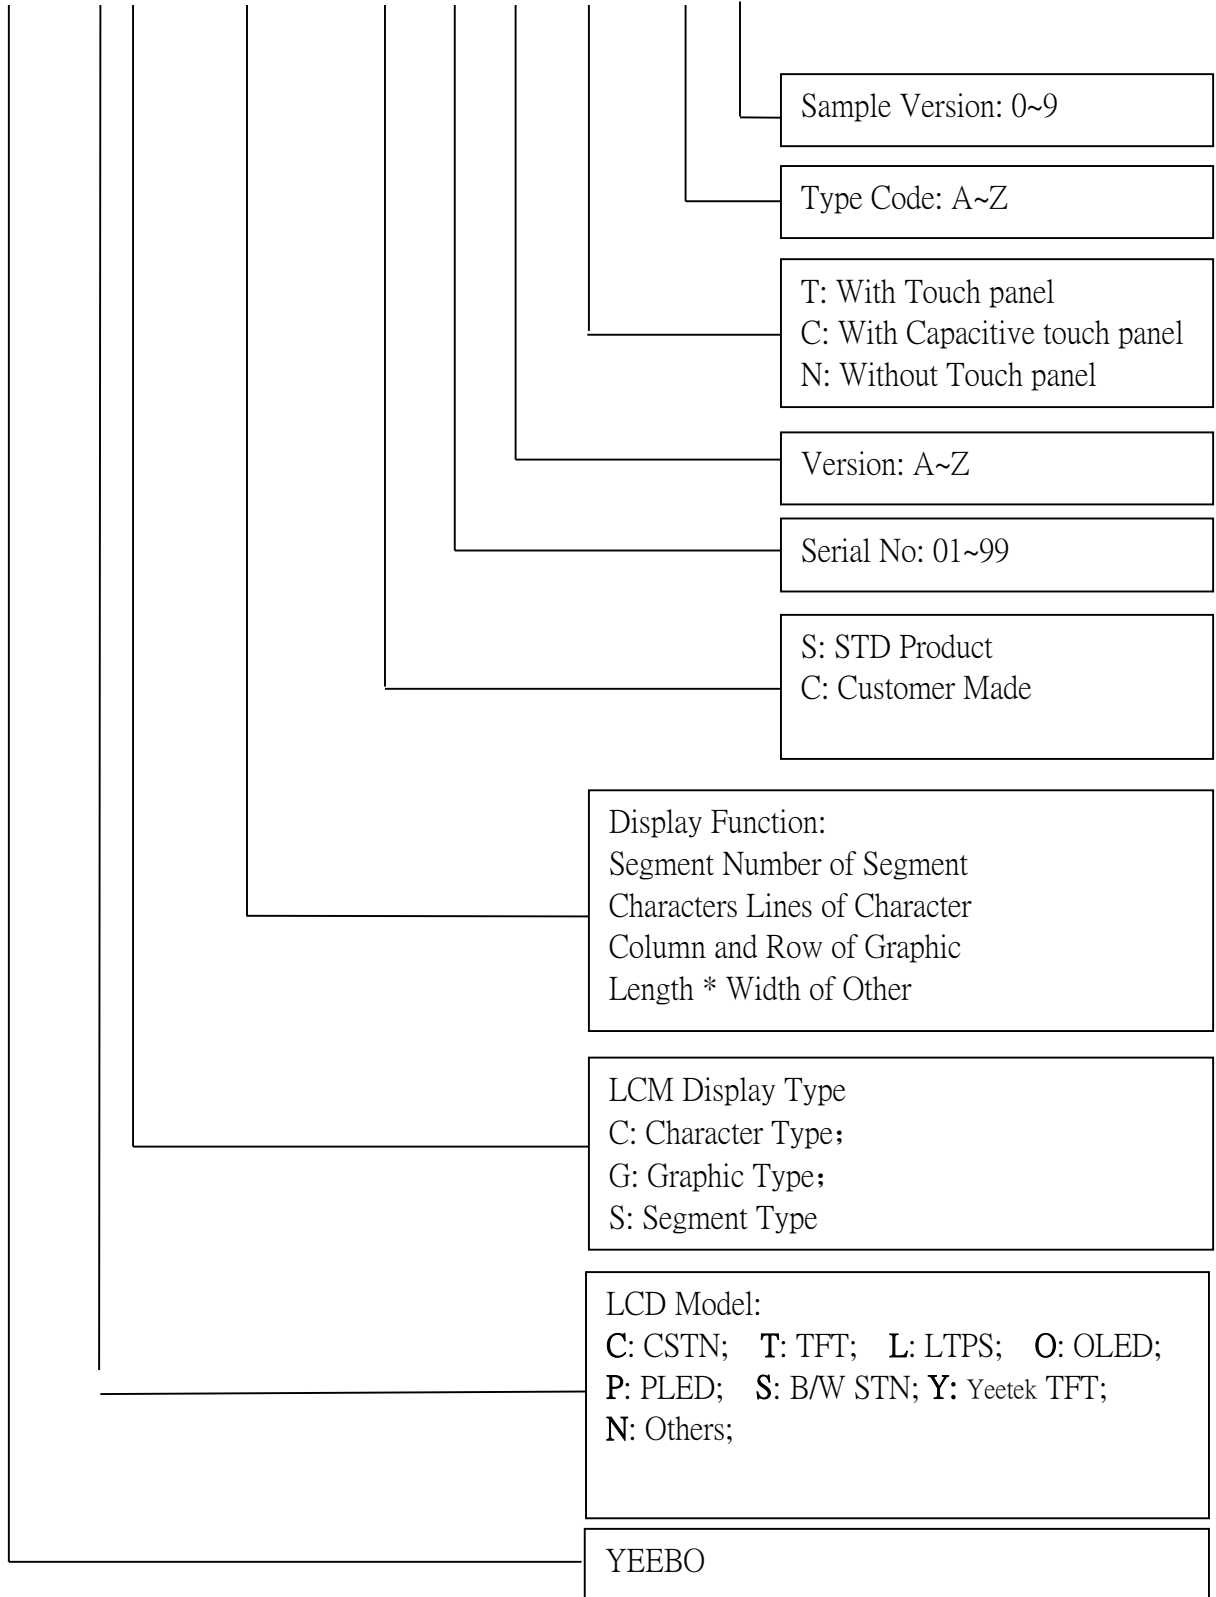 Sample Version: 0~9
Type Code: A~Z
T: With Touch panel
C: With Capacitive touch panel
N: Without Touch panel
Version: A~Z
Serial No: 01~99
S: STD Product
C: Customer Made
Display Function:
Segment Number of Segment
Characters Lines of Character
Column and Row of Graphic
Length * Width of Other
LCM Display Type
C: Character Type；
G: Graphic Type；
S: Segment Type
LCD Model:
C: CSTN; T: TFT; L: LTPS; O: OLED;
P: PLED; S: B/W STN; Y: Yeetek TFT;
N: Others;
YEEBO